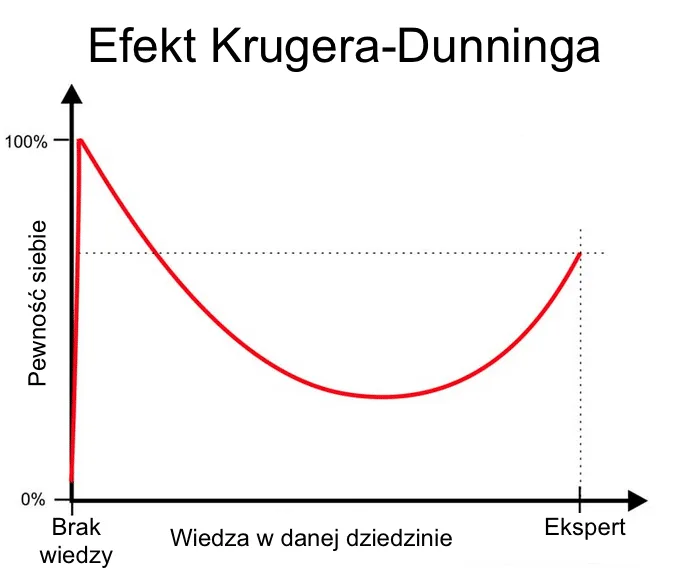 Efekt Krugera-Dunninga
100%
Pewność siebie
0%
Brak
wiedzy
Wiedza w danej dziedzinie
Ekspert